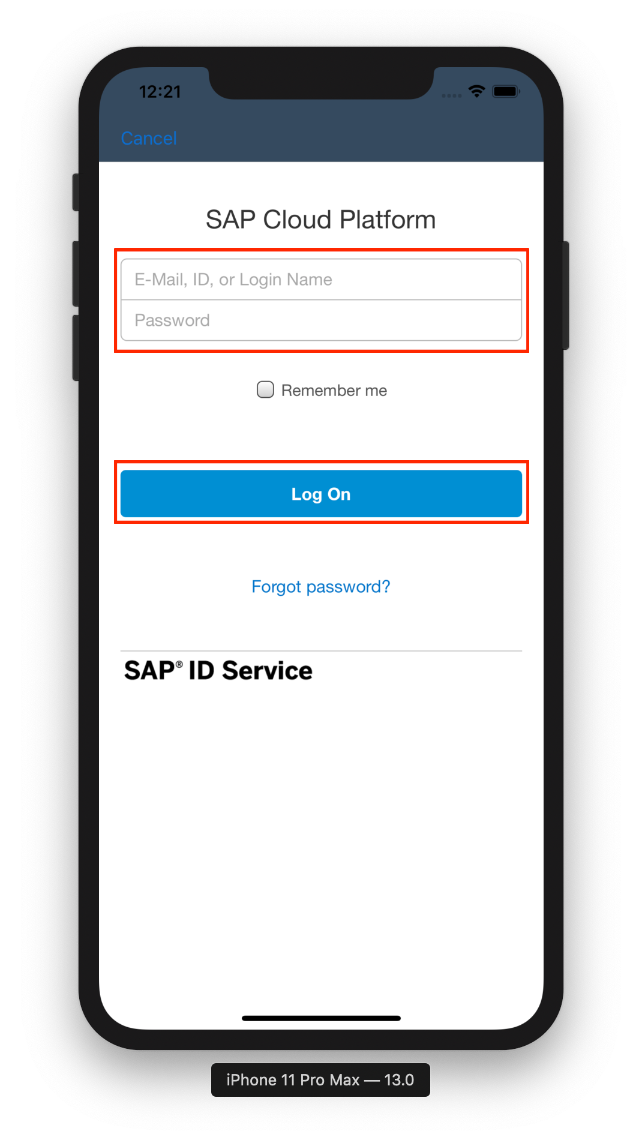 12:21
Cancel
SAP Cloud Platform
E-Mail, ID, or Login Name
Password
Remember me
Log On
Forgot password?
SAP® ID Service
iPhone 11 Pro Max — 13.0